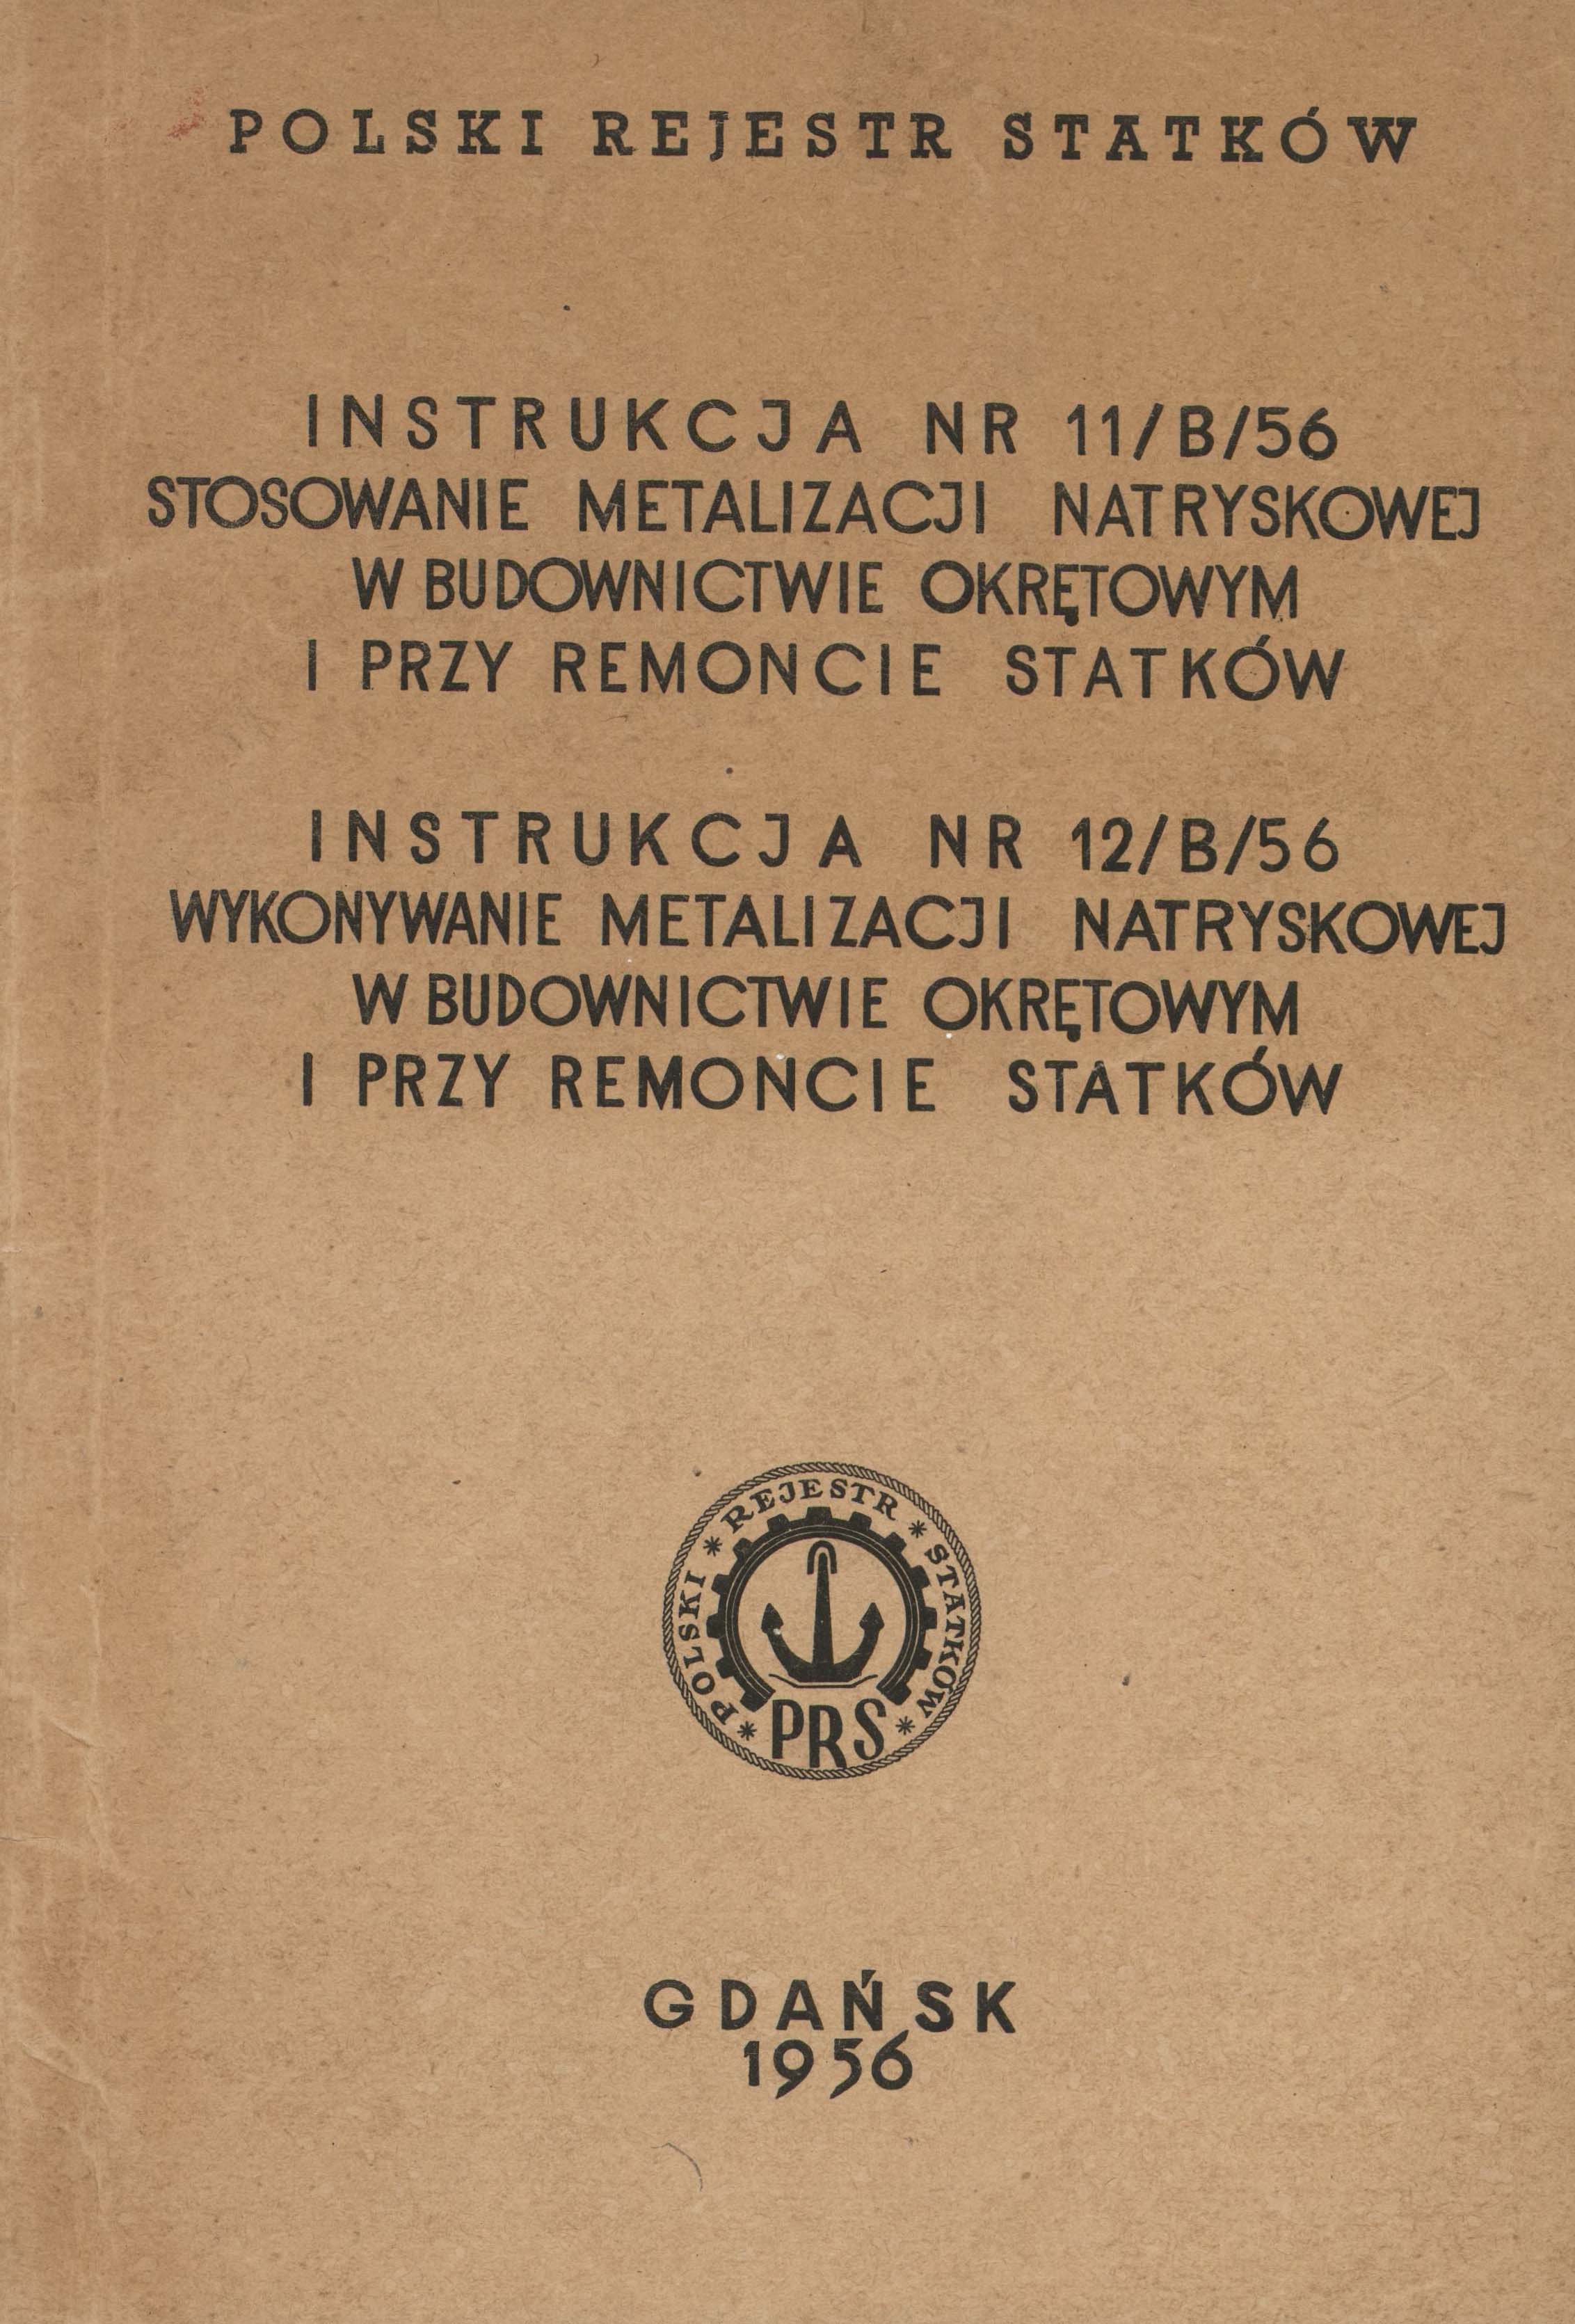 POLSKI REJESTR STATKÓW
INSTRUKCJA NR 11/B/56
STOSOWANIE METALIZACJI NATRYSKOWEJ
W BUDOWNICTWIE OKRĘTOWYM
I PRZY REMONCIE STATKÓW
INSTRUKCJA NR 12/B/56
WYKONYWANIE METALIZACJI NATRYSKOWEJ
W BUDOWNICTWIE OKRĘTOWYM
I PRZY REMONCIE STATKÓW
* POLSKI * REJESTR * STATKÓW *
PRS
GDAŃSK
1956